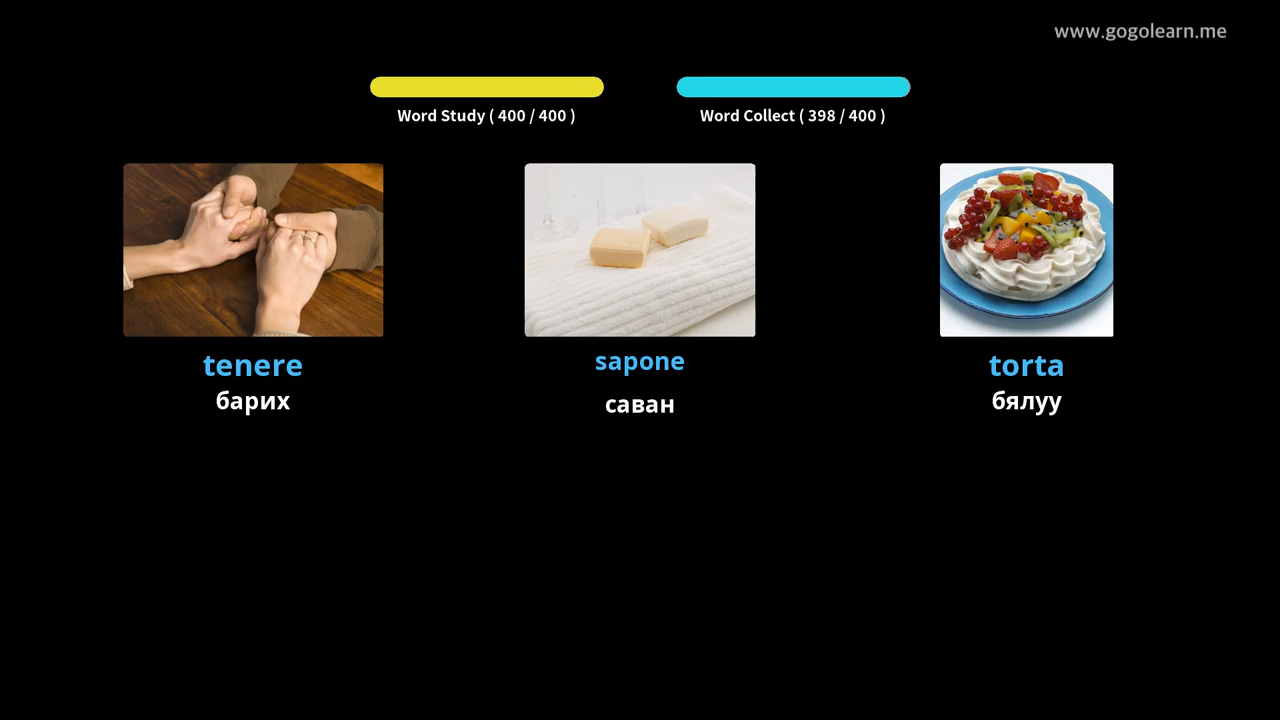 www.gogolearn.me
Word Study ( 400 / 400 )
Word Collect ( 398 / 400 )
tenere
барих
sapone
саван
torta
бялуу